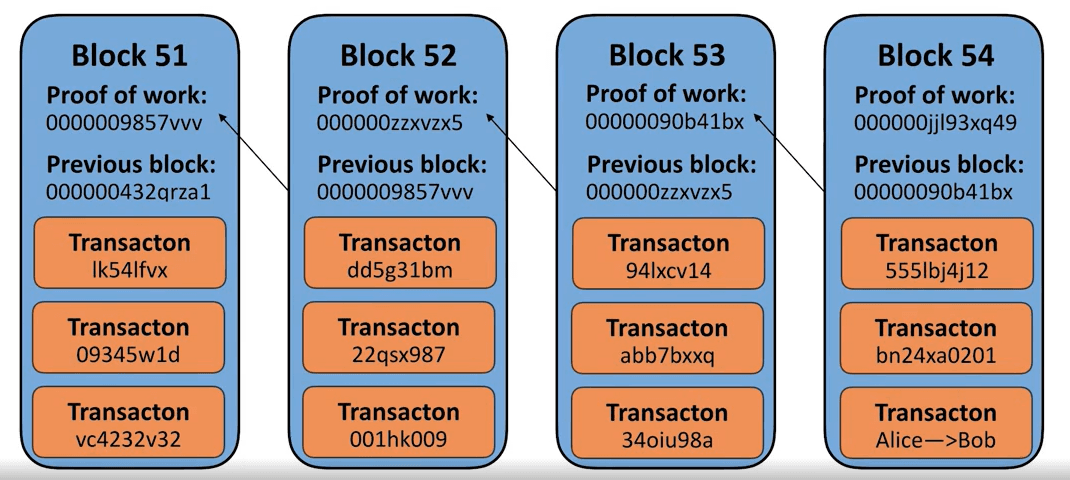 Block 51
Proof of work:
0000009857vvv
Previous block:
000000432qrza1
Transacton
lk54lfvx
Transacton
09345w1d
Transacton
vc4232v32
Block 52
Proof of work:
000000zzxvzx5
Previous block:
0000009857vvv
Transacton
dd5g31bm
Transacton
22qsx987
Transacton
001hk009
Block 53
Proof of work:
00000090b41bx
Previous block:
000000zzxvzx5
Transacton
94lxcv14
Transacton
abb7bxxq
Transacton
34oiu98a
Block 54
Proof of work:
000000jjl93xq49
Previous block:
00000090b41bx
Transacton
555lbj4j12
Transacton
bn24xa0201
Transacton
Alice—>Bob